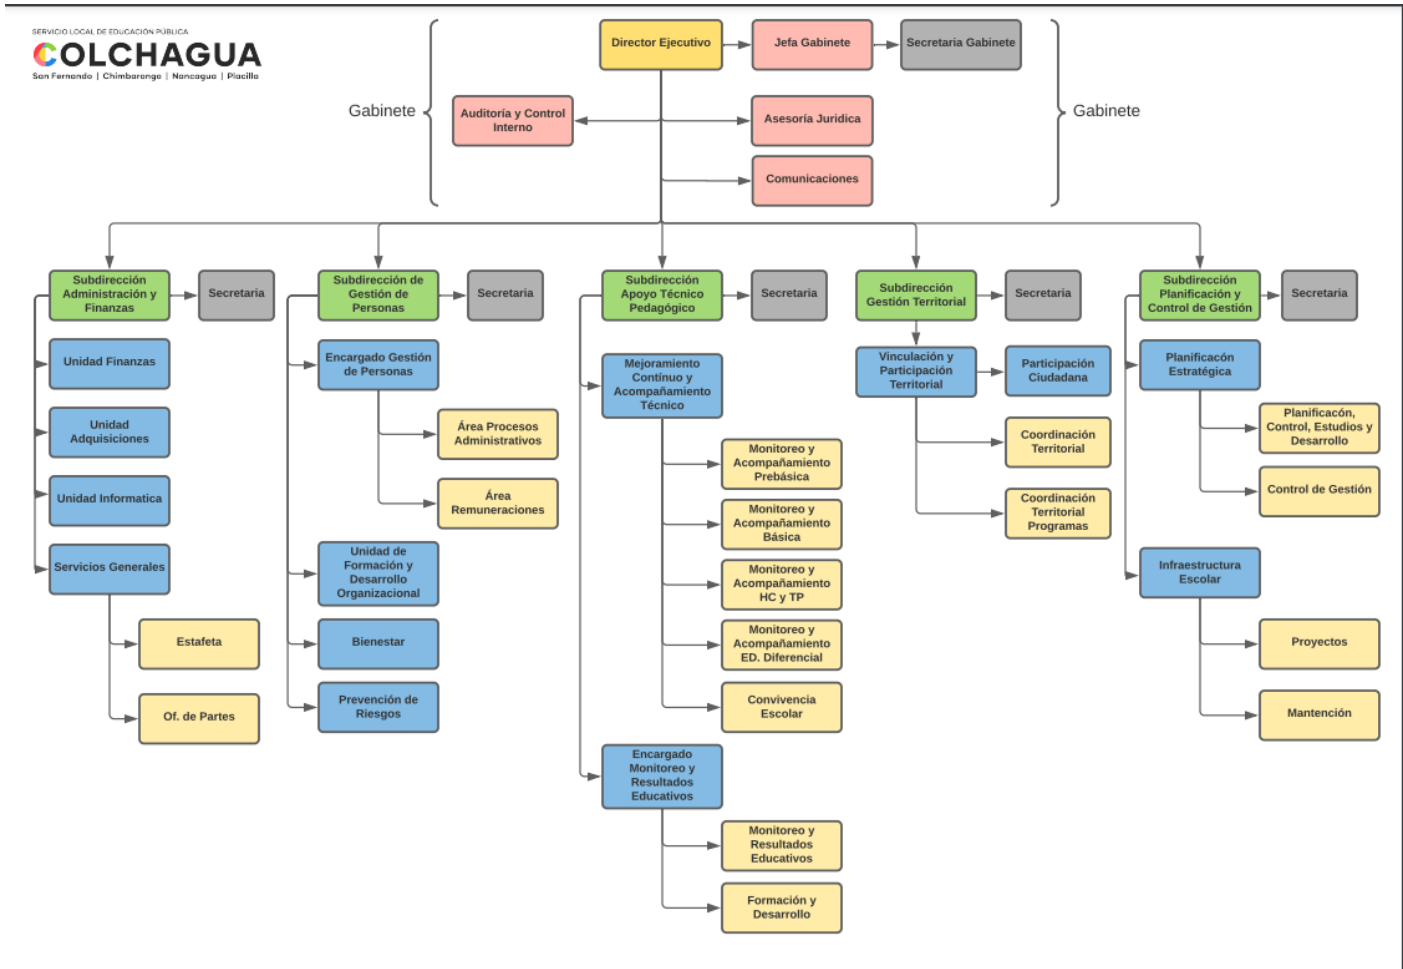 SERVICIO LOCAL DE EDUCACIÓN PÚBLICA
COLCHAGUA
San Fernando | Chimbarongo | Nancagua | Placilla
Gabinete
Director Ejecutivo
Jefa Gabinete
Secretaria Gabinete
Auditoría y Control
Interno
Asesoría Juridica
Comunicaciones
Gabinete
Subdirección
Administración y
Finanzas
Secretaria
Unidad Finanzas
Unidad
Adquisiciones
Unidad Informatica
Servicios Generales
Estafeta
Of. de Partes
Subdirección de
Gestión de
Personas
Secretaria
Encargado Gestión
de Personas
Área Procesos
Administrativos
Área
Remuneraciones
Unidad de
Formación y
Desarrollo
Organizacional
Bienestar
Prevención de
Riesgos
Subdirección
Apoyo Técnico
Pedagógico
Secretaria
Mejoramiento
Contínuo y
Acompañamiento
Técnico
Monitoreo y
Acompañamiento
Prebásica
Monitoreo y
Acompañamiento
Básica
Monitoreo y
Acompañamiento
HC y TP
Monitoreo y
Acompañamiento
ED. Diferencial
Convivencia
Escolar
Encargado
Monitoreo y
Resultados
Educativos
Monitoreo y
Resultados
Educativos
Formación y
Desarrollo
Subdirección
Gestión Territorial
Secretaria
Vinculación y
Participación
Territorial
Participación
Ciudadana
Coordinación
Territorial
Coordinación
Territorial
Programas
Subdirección
Planificación y
Control de Gestión
Secretaria
Planificacón
Estratégica
Planificacón,
Control, Estudios y
Desarrollo
Control de Gestión
Infraestructura
Escolar
Proyectos
Mantención